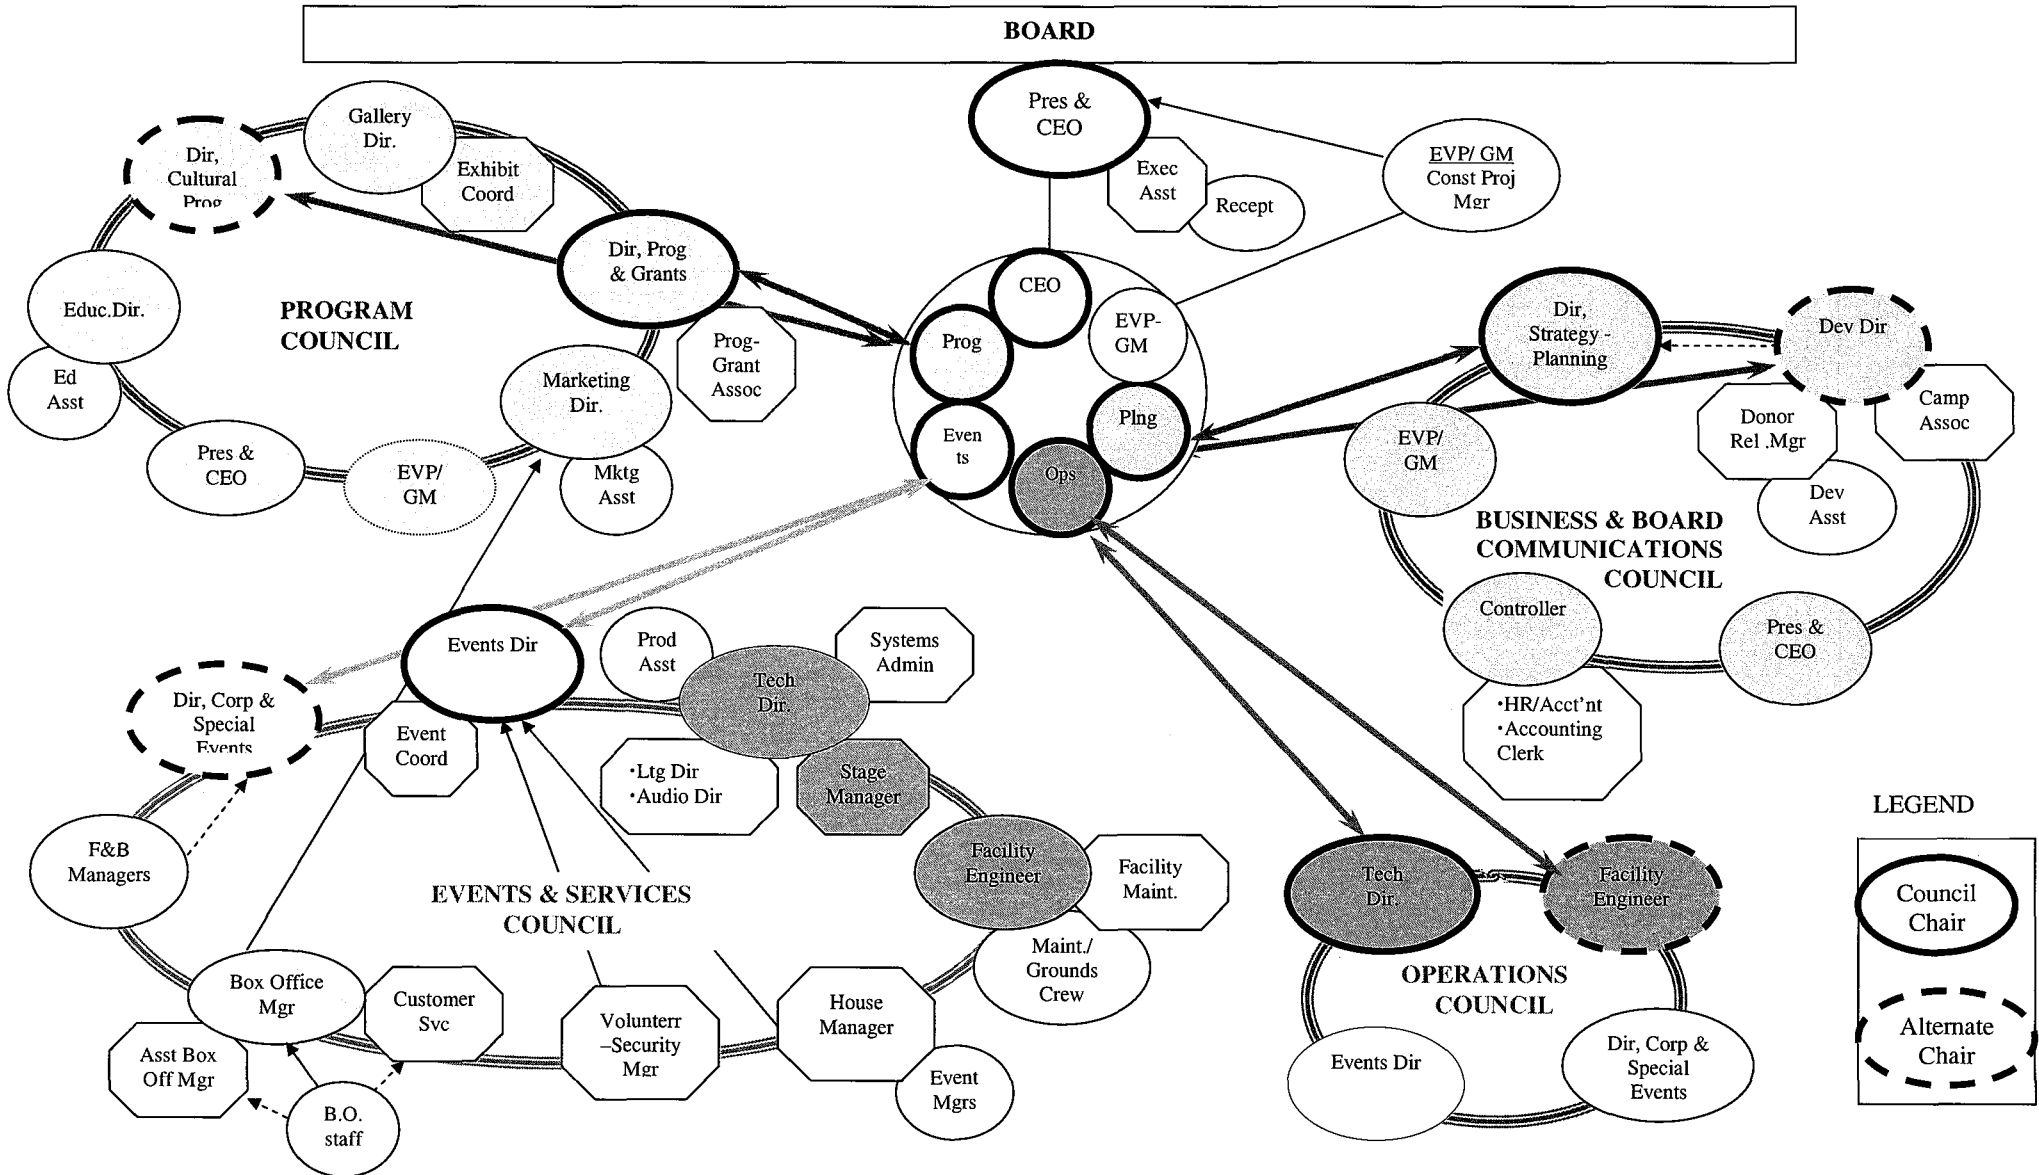 BOARD
Pres &
CEO
Exec
Asst
Recept
EVP/ GM
Const Proj
Mgr
Gallery
Dir.
Dir,
Cultural
Prog
Exhibit
Coord
Dir, Prog
& Grants
Educ.Dir.
PROGRAM
COUNCIL
Ed
Asst
Prog-
Grant
Assoc
Marketing
Dir.
Pres &
CEO
EVP/
GM
Mktg
Asst
CEO
EVP-
GM
Prog
Plng
Even
ts
Ops
Dir,
Strategy -
Planning
Dev Dir
Donor
Rel .Mgr
Camp
Assoc
EVP/
GM
Dev
Asst
BUSINESS & BOARD
COMMUNICATIONS
COUNCIL
Controller
Pres &
CEO
·HR/Acct'nt
·Accounting
Clerk
Events Dir
Prod
Asst
Systems
Admin
Tech
Dir.
Dir, Corp &
Special
Events
Event
Coord
·Ltg Dir
·Audio Dir
Stage
Manager
F&B
Managers
Facility
Engineer
Facility
Maint.
EVENTS & SERVICES
COUNCIL
Maint./
Grounds
Crew
Box Office
Mgr
Customer
Svc
Volunterr
–Security
Mgr
House
Manager
Asst Box
Off Mgr
B.O.
staff
Event
Mgrs
Tech
Dir.
Facility
Engineer
OPERATIONS
COUNCIL
Events Dir
Dir, Corp &
Special
Events
LEGEND
Council
Chair
Alternate
Chair